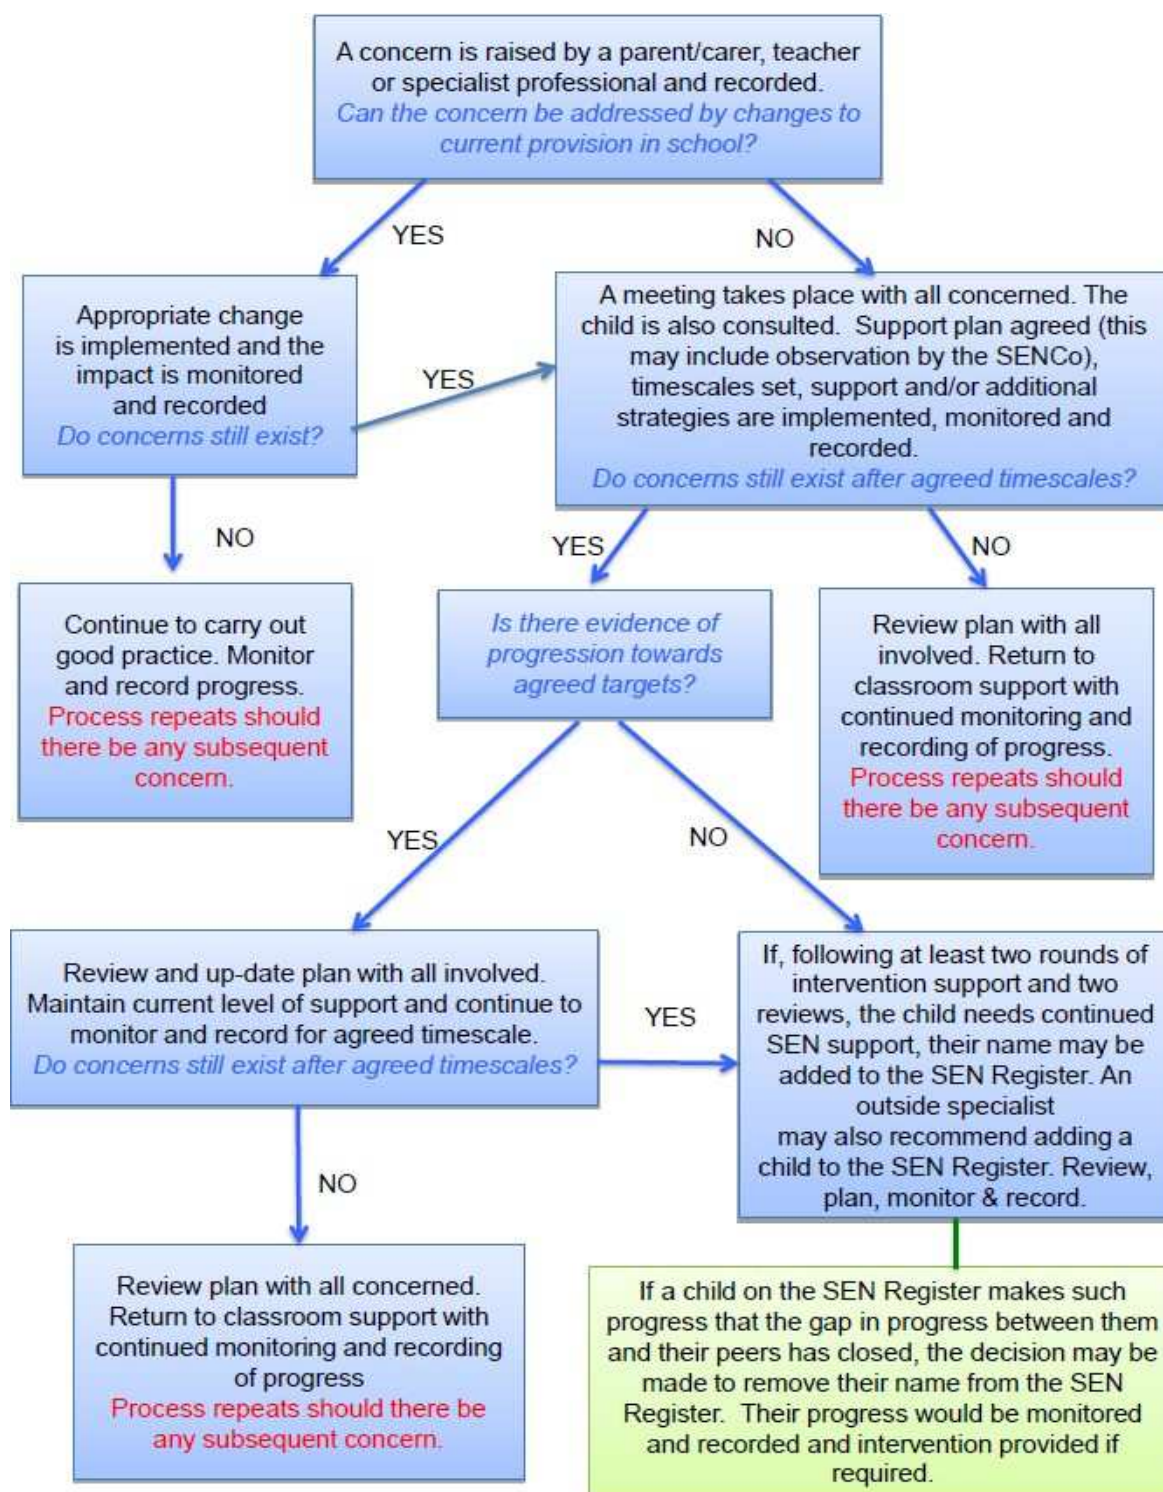 A concern is raised by a parent/carer, teacher
or specialist professional and recorded.
Can the concern be addressed by changes to
current provision in school?
YES
NO
Appropriate change
is implemented and the
impact is monitored
and recorded
Do concerns still exist?
YES
A meeting takes place with all concerned. The
child is also consulted.  Support plan agreed (this
may include observation by the SENCo),
timescales set, support and/or additional
strategies are implemented, monitored and
recorded.
Do concerns still exist after agreed timescales?
NO
YES
NO
Continue to carry out
good practice. Monitor
and record progress.
Process repeats should
there be any subsequent
concern.
Is there evidence of
progression towards
agreed targets?
Review plan with all
involved. Return to
classroom support with
continued monitoring and
recording of progress.
Process repeats should
there be any subsequent
concern.
YES
NO
Review and up-date plan with all involved.
Maintain current level of support and continue to
monitor and record for agreed timescale.
Do concerns still exist after agreed timescales?
YES
If, following at least two rounds of
intervention support and two
reviews, the child needs continued
SEN support, their name may be
added to the SEN Register. An
outside specialist
may also recommend adding a
child to the SEN Register. Review,
plan, monitor & record.
NO
Review plan with all concerned.
Return to classroom support with
continued monitoring and recording
of progress
Process repeats should there be
any subsequent concern.
If a child on the SEN Register makes such
progress that the gap in progress between them
and their peers has closed, the decision may be
made to remove their name from the SEN
Register.  Their progress would be monitored
and recorded and intervention provided if
required.